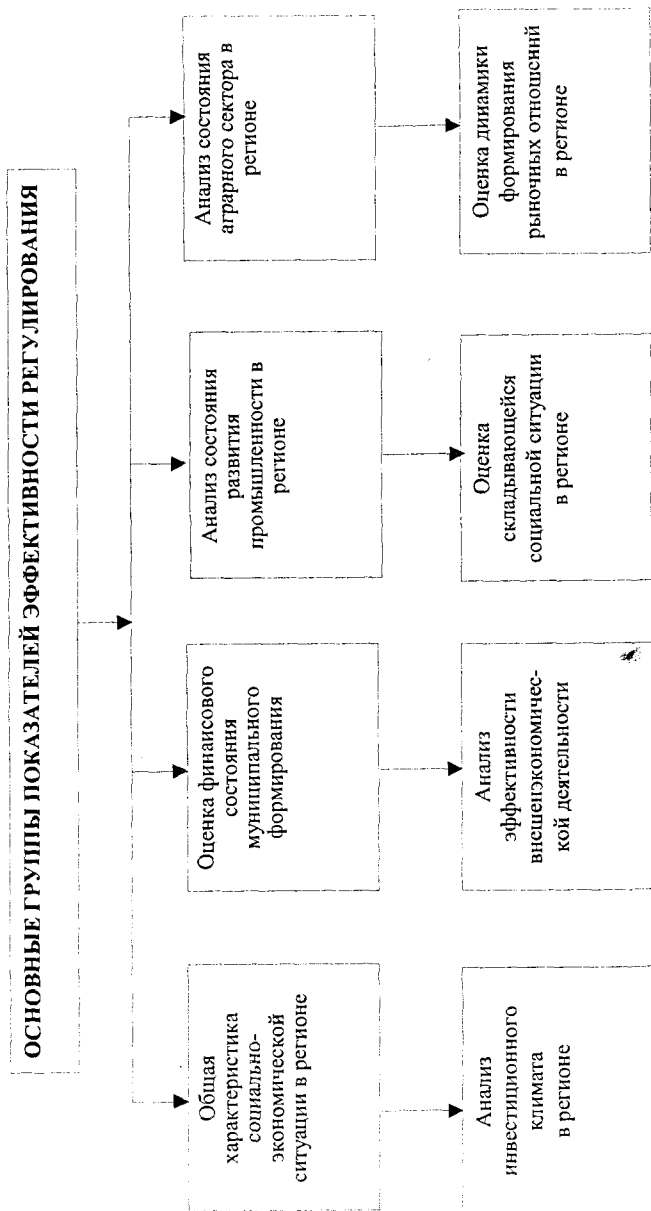 ОСНОВНЫЕ ГРУППЫ ПОКАЗАТЕЛЕЙ ЭФФЕКТИВНОСТИ РЕГУЛИРОВАНИЯ
Общая
характеристика
социально-
экономической
ситуации в регионе
Оценка финансового
состояния
муниципального
формирования
Анализ состояния
развития
промышленности в
регионе
Анализ состояния
аграрного сектора в
регионе
Анализ
инвестиционного
климата
в регионе
Анализ
эффективности
внешенэкономичес-
кой деятельности
Оценка
складывающейся
социальной ситуации
в регионе
Оценка динамики
формирования
рыночных отношений
в регионе